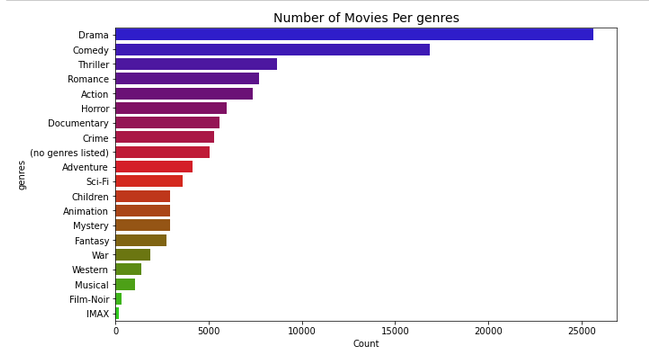 Number of Movies Per genres
Drama
Comedy
Thriller
Romance
Action
Horror
Documentary
Crime
(no genres listed)
Adventure
Sci-Fi
Children
Animation
Mystery
Fantasy
War
Western
Musical
Film-Noir
IMAX
genres
0 5000 10000 15000 20000 25000
Count